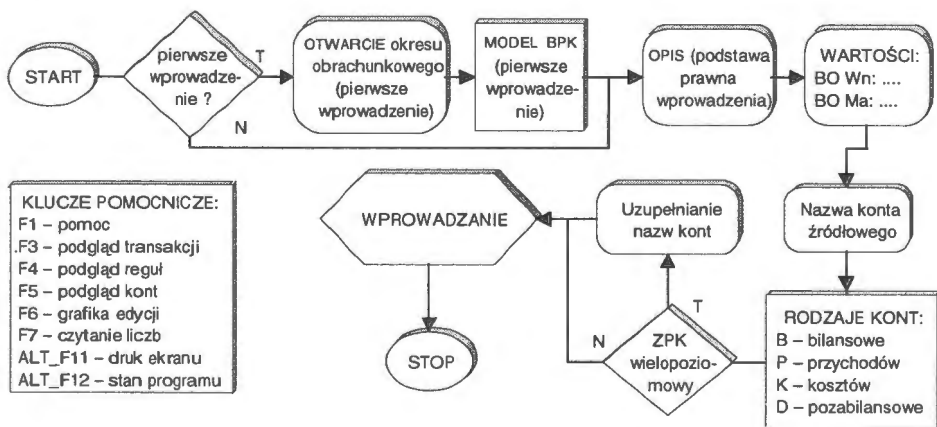 START
pierwsze
wprowadze-
nie ?
T
N
OTWARCIE okresu
obrachunkowego
(pierwsze
wprowadzenie)
MODEL BPK
(pierwsze
wprowadze-
nie)
OPIS (podstawa
prawna
wprowadzenia)
WARTOŚCI:
BO Wn: ....
BO Ma: ....
Nazwa konta
źródłowego
RODZAJE KONT:
B – bilansowe
P – przychodów
K – kosztów
D – pozabilansowe
ZPK
wielopozio-
mowy
T
N
Uzupełnianie
nazw kont
WPROWADZANIE
STOP
KLUCZE POMOCNICZE:
F1 – pomoc
.F3 – podgląd transakcji
F4 – podgląd reguł
F5 – podgląd kont
F6 – grafika edycji
F7 – czytanie liczb
ALT_F11 – druk ekranu
ALT_F12 – stan programu